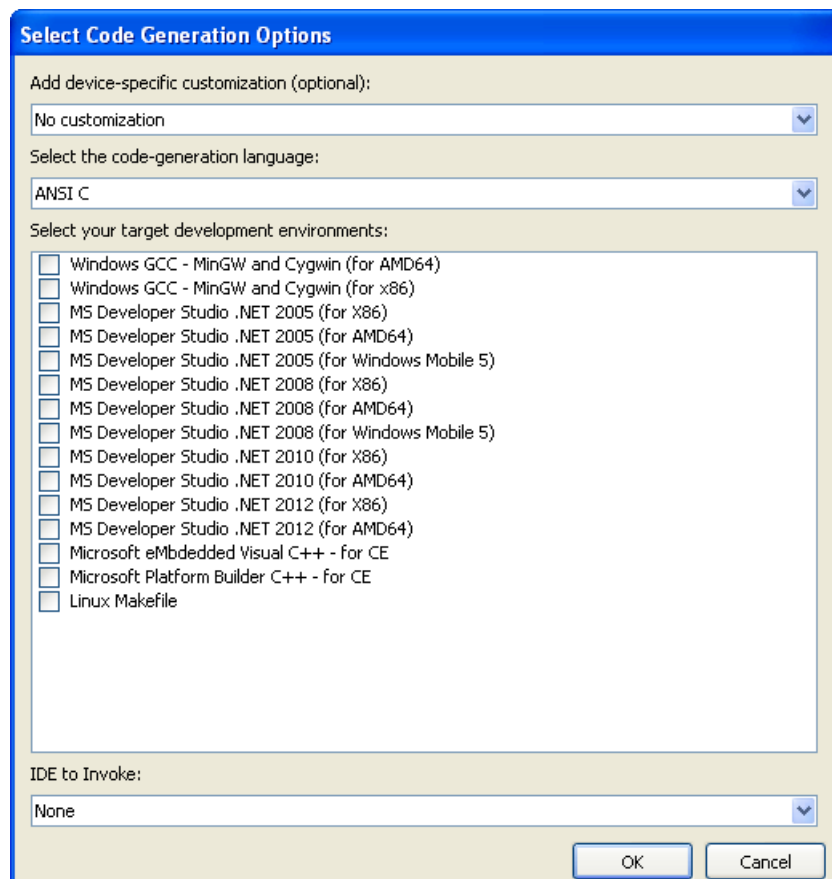 Select Code Generation Options
Add device-specific customization (optional):
No customization
Select the code-generation language:
ANSI C
Select your target development environments:
Windows GCC - MinGW and Cygwin (for AMD64)
Windows GCC - MinGW and Cygwin (for x86)
MS Developer Studio .NET 2005 (for X86)
MS Developer Studio .NET 2005 (for AMD64)
MS Developer Studio .NET 2005 (for Windows Mobile 5)
MS Developer Studio .NET 2008 (for X86)
MS Developer Studio .NET 2008 (for AMD64)
MS Developer Studio .NET 2008 (for Windows Mobile 5)
MS Developer Studio .NET 2010 (for X86)
MS Developer Studio .NET 2010 (for AMD64)
MS Developer Studio .NET 2012 (for X86)
MS Developer Studio .NET 2012 (for AMD64)
Microsoft eMbdedded Visual C++ - for CE
Microsoft Platform Builder C++ - for CE
Linux Makefile
IDE to Invoke:
None
OK Cancel